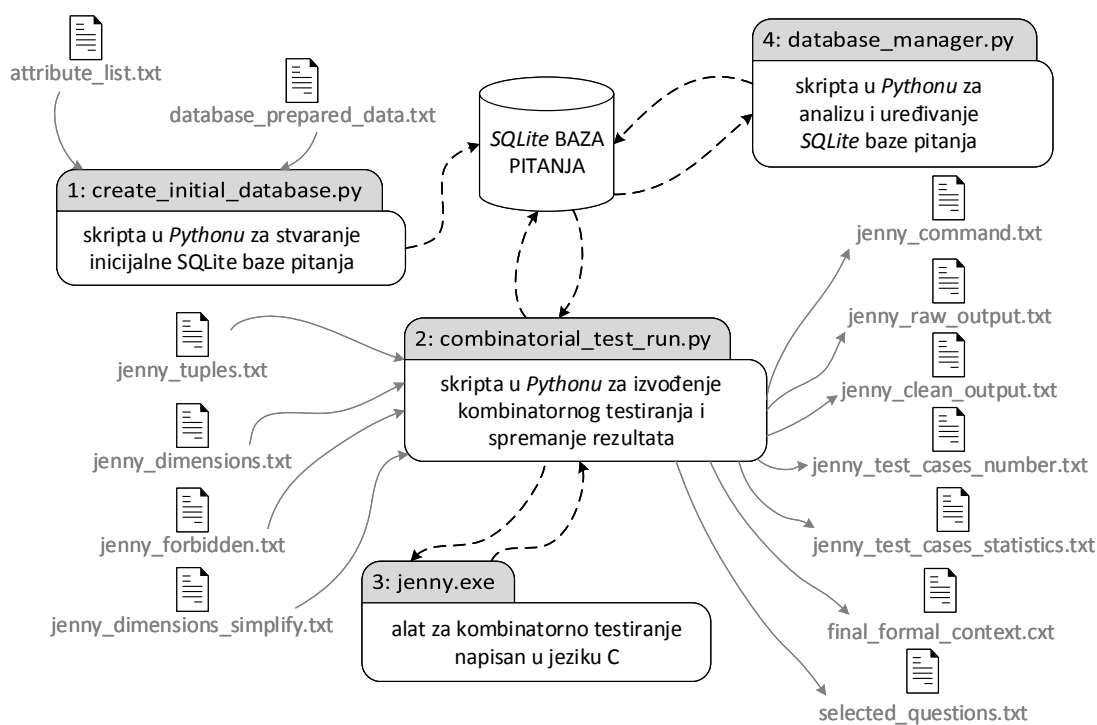 attribute_list.txt
database_prepared_data.txt
1: create_initial_database.py
skripta u Pythonu za stvaranje
inicijalne SQLite baze pitanja
SQLite BAZA
PITANJA
4: database_manager.py
skripta u Pythonu za
analizu i uređivanje
SQLite baze pitanja
jenny_tuples.txt
jenny_dimensions.txt
jenny_forbidden.txt
jenny_dimensions_simplify.txt
2: combinatorial_test_run.py
skripta u Pythonu za izvođenje
kombinatornog testiranja i
spremanje rezultata
3: jenny.exe
alat za kombinatorno testiranje
napisan u jeziku C
jenny_command.txt
jenny_raw_output.txt
jenny_clean_output.txt
jenny_test_cases_number.txt
jenny_test_cases_statistics.txt
final_formal_context.cxt
selected_questions.txt